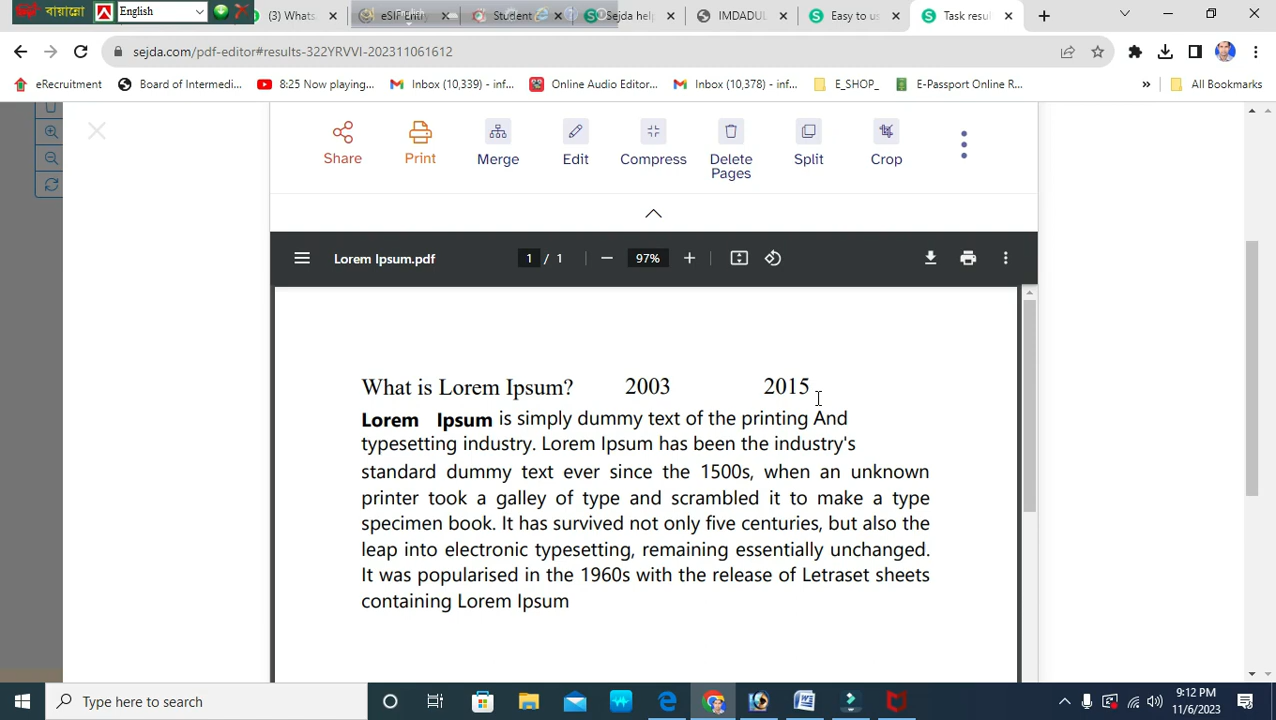 বায়ান্নো English
(3) Whats
eSIF Entr
Student
Sejda hel
IMDADUL
Easy to us
Task resul
sejda.com/pdf-editor#results-322YRVVI-202311061612
eRecruitment
Board of Intermedi...
8:25 Now playing...
Inbox (10,339) - inf...
Online Audio Editor...
Inbox (10,378) - inf...
E_SHOP_
E-Passport Online R...
»
All Bookmarks
Share
Print
Merge
Edit
Compress
Delete
Pages
Split
Crop
Lorem Ipsum.pdf
1 / 1
97%
What is Lorem Ipsum? 2003 2015
Lorem Ipsum is simply dummy text of the printing And
typesetting industry. Lorem Ipsum has been the industry's
standard dummy text ever since the 1500s, when an unknown
printer took a galley of type and scrambled it to make a type
specimen book. It has survived not only five centuries, but also the
leap into electronic typesetting, remaining essentially unchanged.
It was popularised in the 1960s with the release of Letraset sheets
containing Lorem Ipsum
Type here to search
9:12 PM
11/6/2023